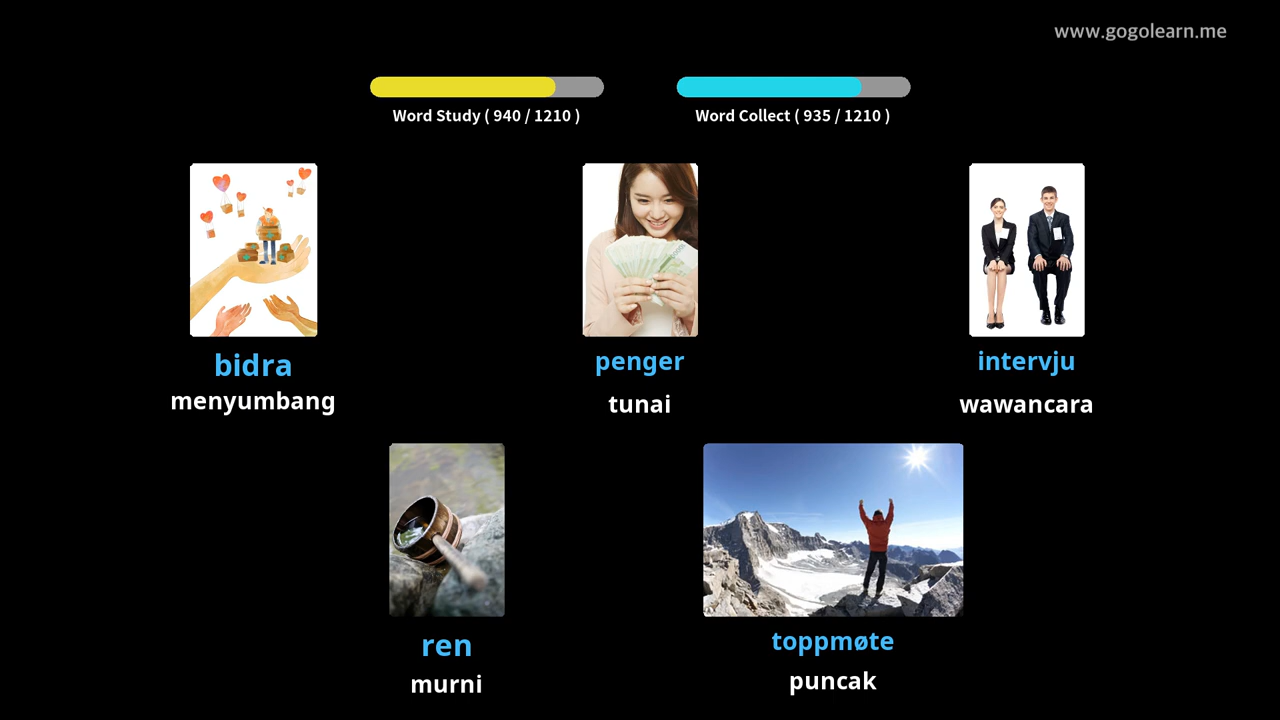 www.gogolearn.me
Word Study ( 940 / 1210 )
Word Collect ( 935 / 1210 )
bidra
menyumbang
penger
tunai
intervju
wawancara
ren
murni
toppmøte
puncak